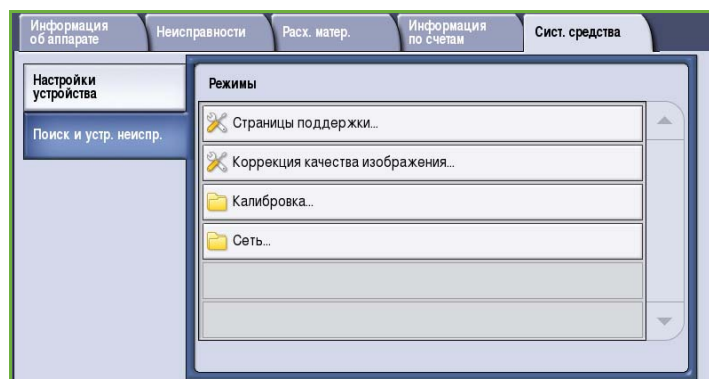 Информация
об аппарате
Неисправности
Расх. матер.
Информация
по счетам
Сист. средства
Настройки
устройства
Поиск и устр. неиспр.
Режимы
Страницы поддержки...
Коррекция качества изображения...
Калибровка...
Сеть...